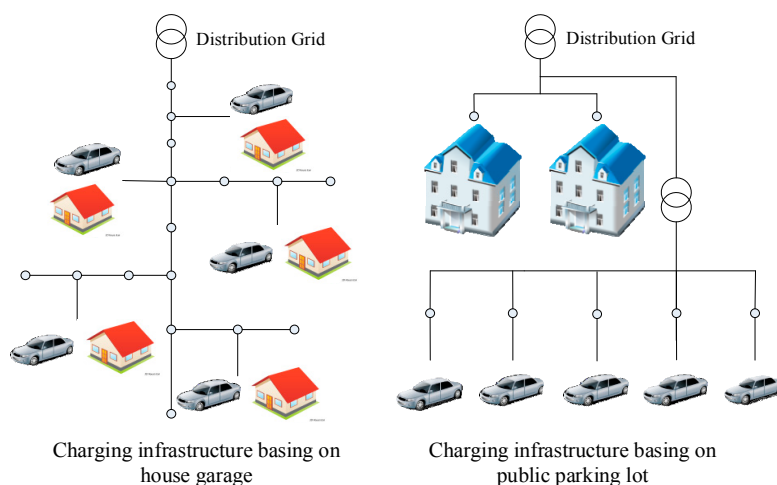 Distribution Grid
Distribution Grid
Charging infrastructure basing on
house garage
Charging infrastructure basing on
public parking lot